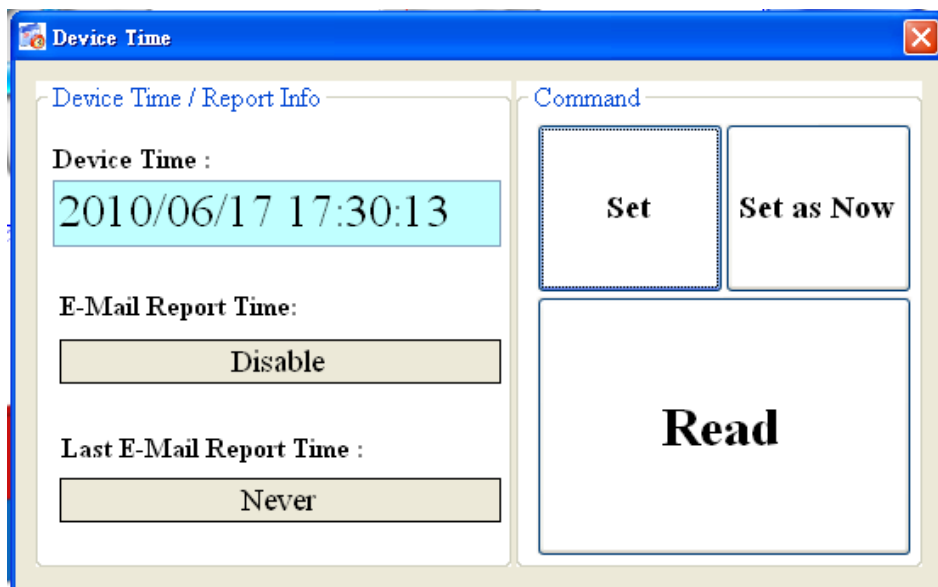 Device Time
Device Time / Report Info
Device Time :
2010/06/17 17:30:13
E-Mail Report Time:
Disable
Last E-Mail Report Time :
Never
Command
Set
Set as Now
Read